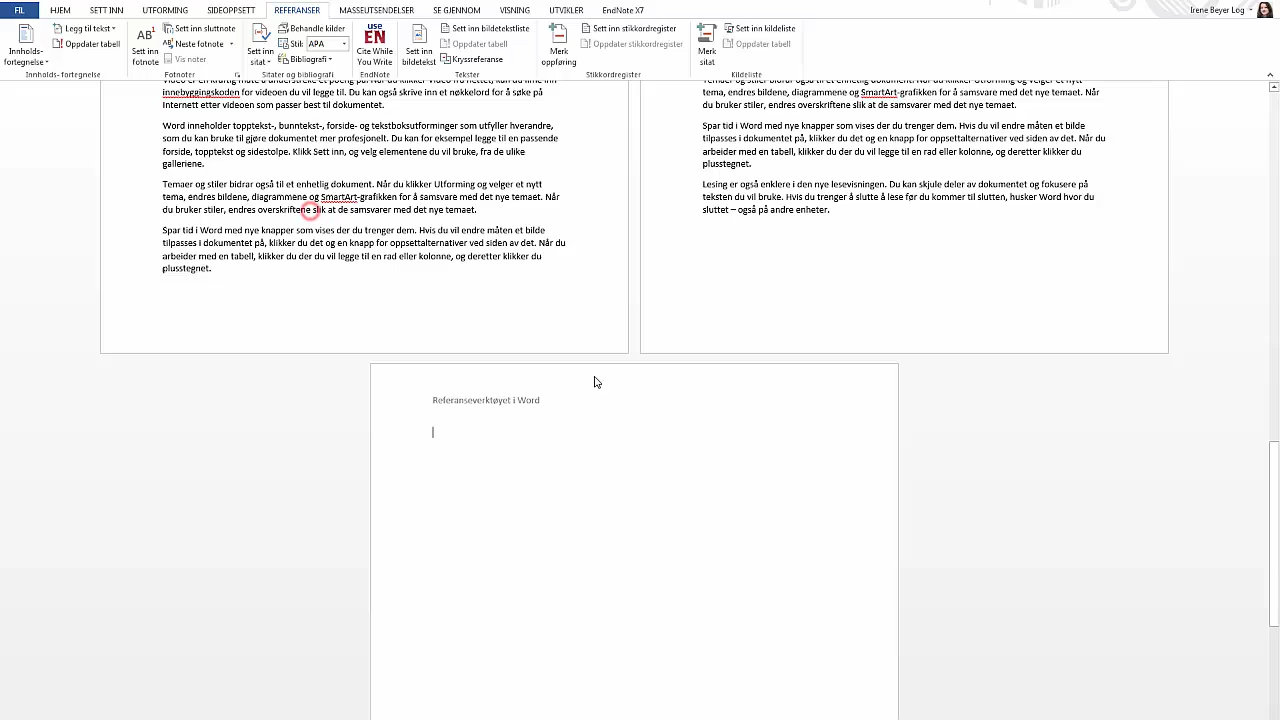 FIL HJEM SETT INN UTFORMING SIDEOPPSETT REFERANSER MASSEUTSENDELSER SE GJENNOM VISNING UTVIKLER EndNote X7 Irene Beyer Log
Innholds-
fortegnelse
Legg til tekst
Oppdater tabell
Innholds-fortegnelse
AB1
Sett inn
fotnote
Sett inn sluttnote
Neste fotnote
Vis noter
Fotnoter
Sett inn
sitat
Behandle kilder
Stil: APA
Bibliografi
Sitater og bibliografi
use
EN
Cite While
You Write
EndNote
Sett inn
bildetekst
Sett inn bildetekstliste
Oppdater tabell
Kryssreferanse
Tekster
Merk
oppføring
Sett inn stikkordregister
Oppdater stikkordregister
Stikkordregister
Merk
sitat
Sett inn kildeliste
Oppdater tabell
Kildeliste
innebyggingskoden for videoen du vil legge til. Du kan også skrive inn et nøkkelord for å søke på
Internett etter videoen som passer best til dokumentet.
Word inneholder topptekst-, bunntekst-, forside- og tekstboksutforminger som utfyller hverandre,
som du kan bruke til gjøre dokumentet mer profesjonelt. Du kan for eksempel legge til en passende
forside, topptekst og sidestolpe. Klikk Sett inn, og velg elementene du vil bruke, fra de ulike
galleriene.
Temaer og stiler bidrar også til et enhetlig dokument. Når du klikker Utforming og velger et nytt
tema, endres bildene, diagrammene og SmartArt-grafikken for å samsvare med det nye temaet. Når
du bruker stiler, endres overskriftene slik at de samsvarer med det nye temaet.
Spar tid i Word med nye knapper som vises der du trenger dem. Hvis du vil endre måten et bilde
tilpasses i dokumentet på, klikker du det og en knapp for oppsettalternativer ved siden av det. Når du
arbeider med en tabell, klikker du der du vil legge til en rad eller kolonne, og deretter klikker du
plusstegnet.
tema, endres bildene, diagrammene og SmartArt-grafikken for å samsvare med det nye temaet. Når
du bruker stiler, endres overskriftene slik at de samsvarer med det nye temaet.
Spar tid i Word med nye knapper som vises der du trenger dem. Hvis du vil endre måten et bilde
tilpasses i dokumentet på, klikker du det og en knapp for oppsettalternativer ved siden av det. Når du
arbeider med en tabell, klikker du der du vil legge til en rad eller kolonne, og deretter klikker du
plusstegnet.
Lesing er også enklere i den nye lesevisningen. Du kan skjule deler av dokumentet og fokusere på
teksten du vil bruke. Hvis du trenger å slutte å lese før du kommer til slutten, husker Word hvor du
sluttet – også på andre enheter.
Referanseverktøyet i Word